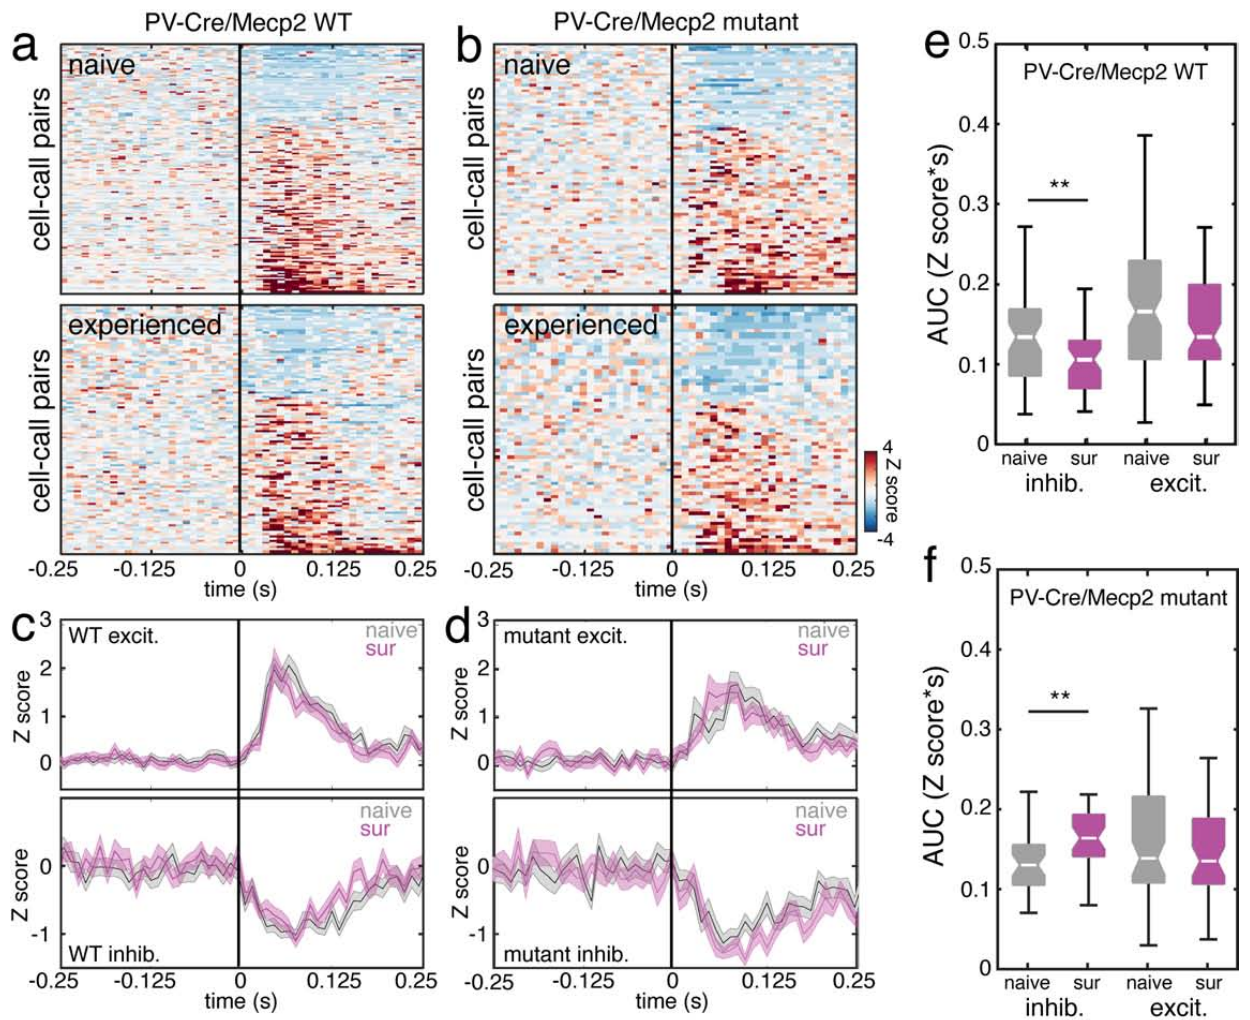 a
PV-Cre/Mecp2 WT
naive
cell-call pairs
experienced
cell-call pairs
-0.25 -0.125 0 0.125 0.25
time (s)
b
PV-Cre/Mecp2 mutant
naive
cell-call pairs
experienced
cell-call pairs
4
Z score
-4
-0.25 -0.125 0 0.125 0.25
time (s)
c
WT excit.
naive
sur
3
2
1
0
Z score
naive
sur
0
-1
Z score
WT inhib.
-0.25 -0.125 0 0.125 0.25
time (s)
d
mutant excit.
naive
sur
3
2
1
0
Z score
naive
sur
0
-1
Z score
mutant inhib.
-0.25 -0.125 0 0.125 0.25
time (s)
e
PV-Cre/Mecp2 WT
0.5
0.4
0.3
0.2
0.1
0
AUC (Z score*s)
**
naive sur naive sur
inhib. excit.
f
PV-Cre/Mecp2 mutant
0.5
0.4
0.3
0.2
0.1
0
AUC (Z score*s)
**
naive sur naive sur
inhib. excit.